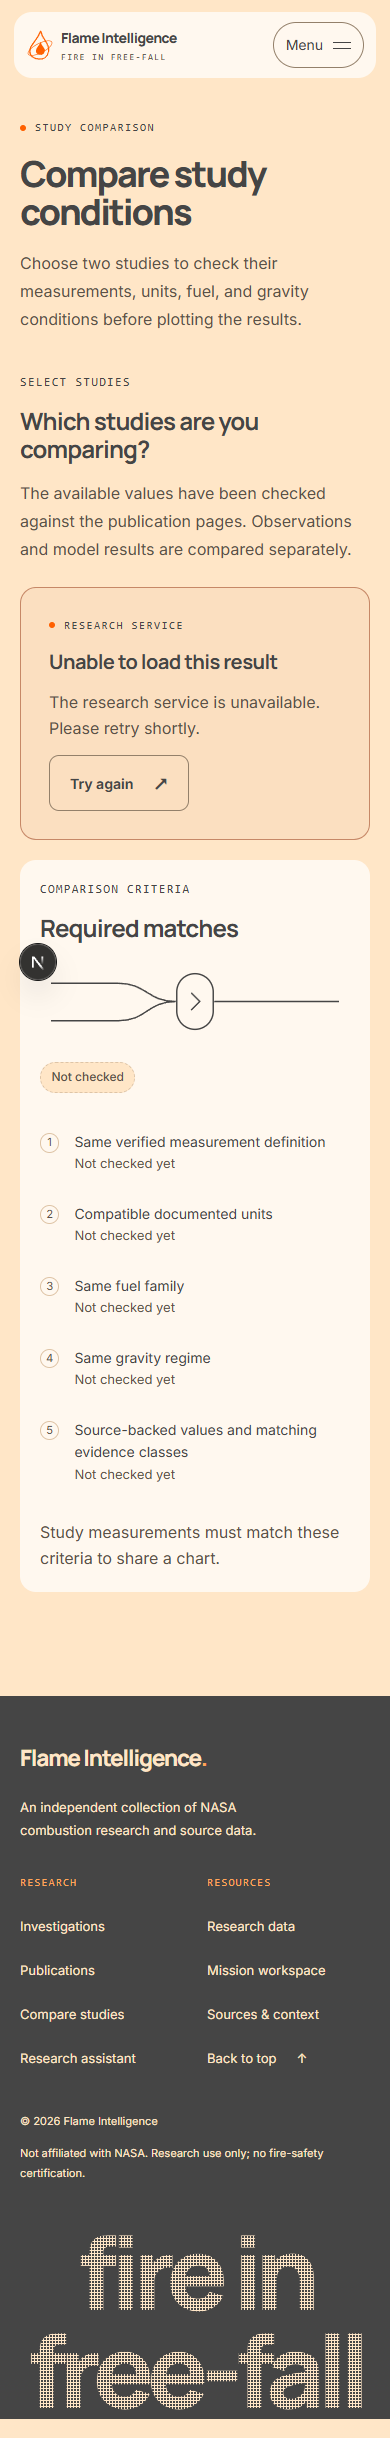 Flame Intelligence
FIRE IN FREE-FALL
Menu
STUDY COMPARISON
Compare study
conditions
Choose two studies to check their
measurements, units, fuel, and gravity
conditions before plotting the results.
SELECT STUDIES
Which studies are you
comparing?
The available values have been checked
against the publication pages. Observations
and model results are compared separately.
RESEARCH SERVICE
Unable to load this result
The research service is unavailable.
Please retry shortly.
Try again ↗
COMPARISON CRITERIA
Required matches
N
Not checked
1 Same verified measurement definition
Not checked yet
2 Compatible documented units
Not checked yet
3 Same fuel family
Not checked yet
4 Same gravity regime
Not checked yet
5 Source-backed values and matching
evidence classes
Not checked yet
Study measurements must match these
criteria to share a chart.
Flame Intelligence.
An independent collection of NASA
combustion research and source data.
RESEARCH
Investigations
Publications
Compare studies
Research assistant
RESOURCES
Research data
Mission workspace
Sources & context
Back to top ↑
© 2026 Flame Intelligence
Not affiliated with NASA. Research use only; no fire-safety
certification.
fire in
free-fall